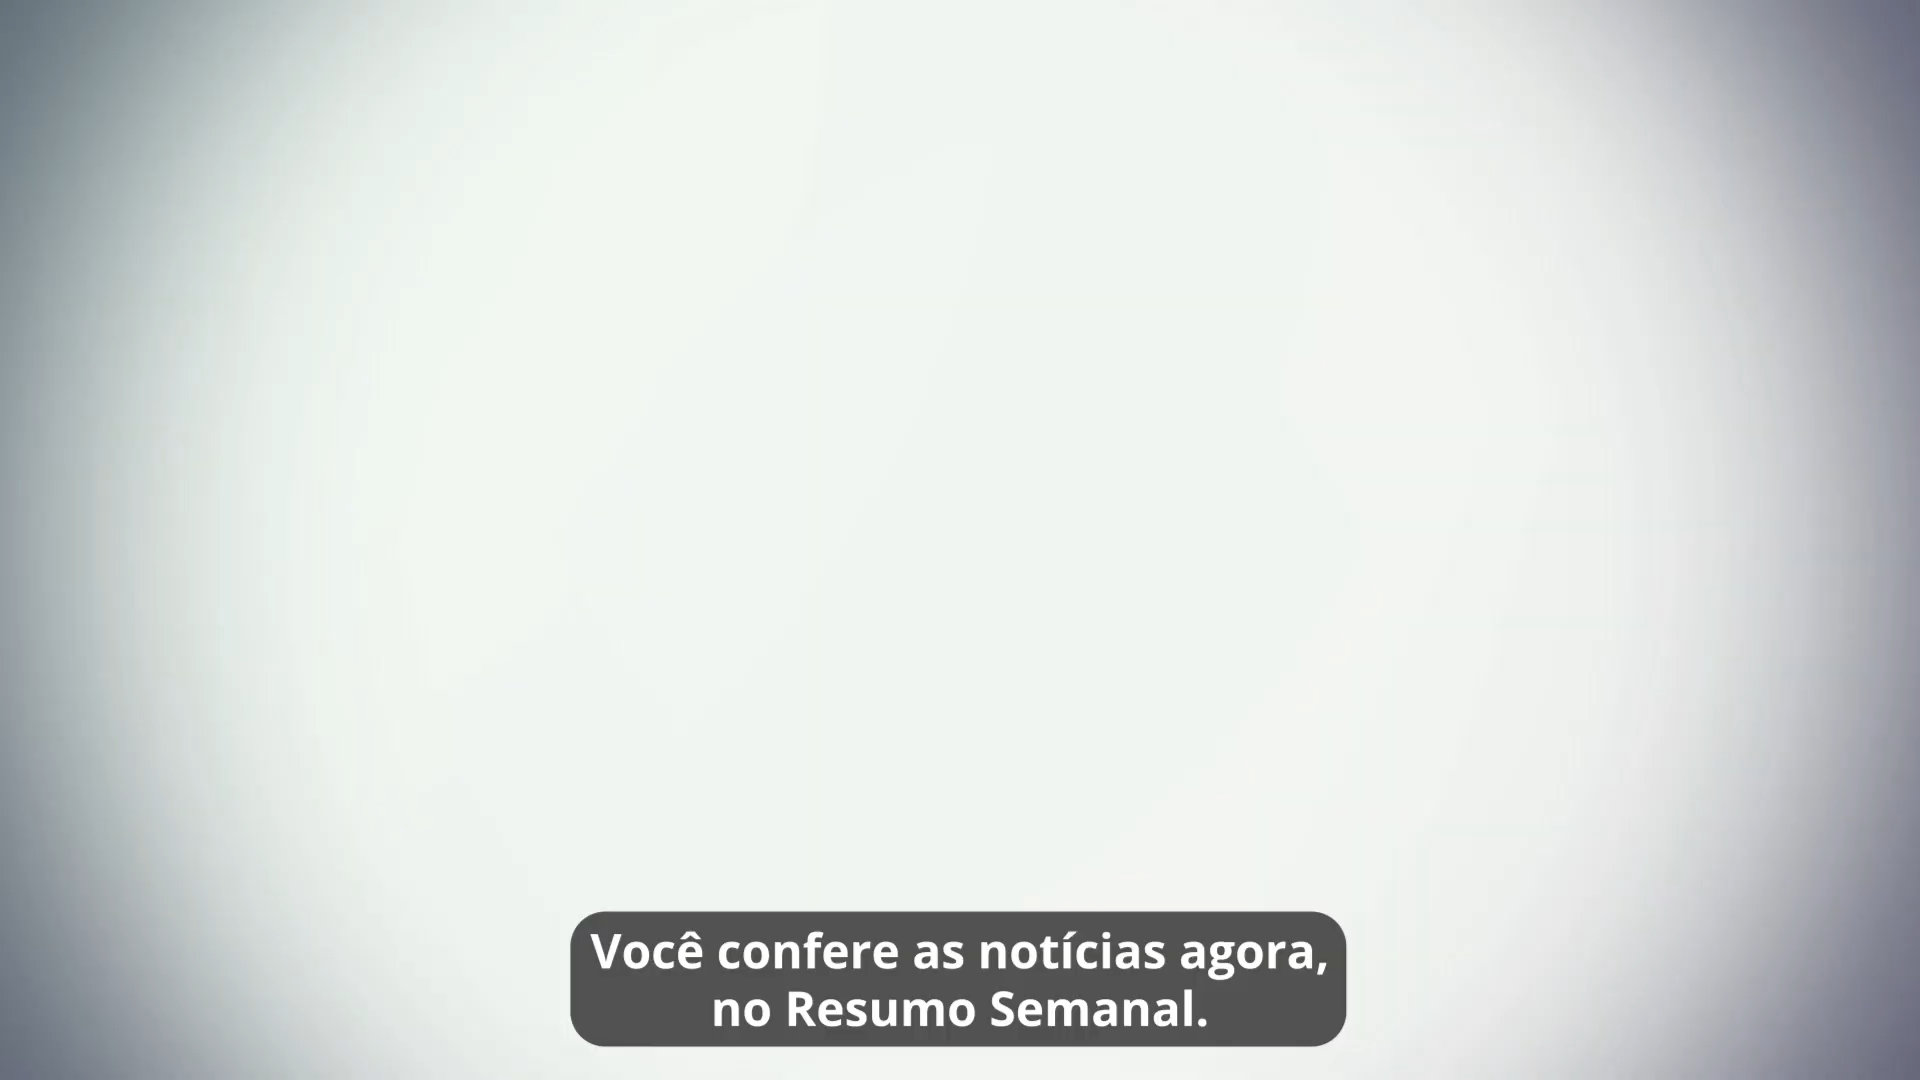 Você confere as notícias agora,
no Resumo Semanal.